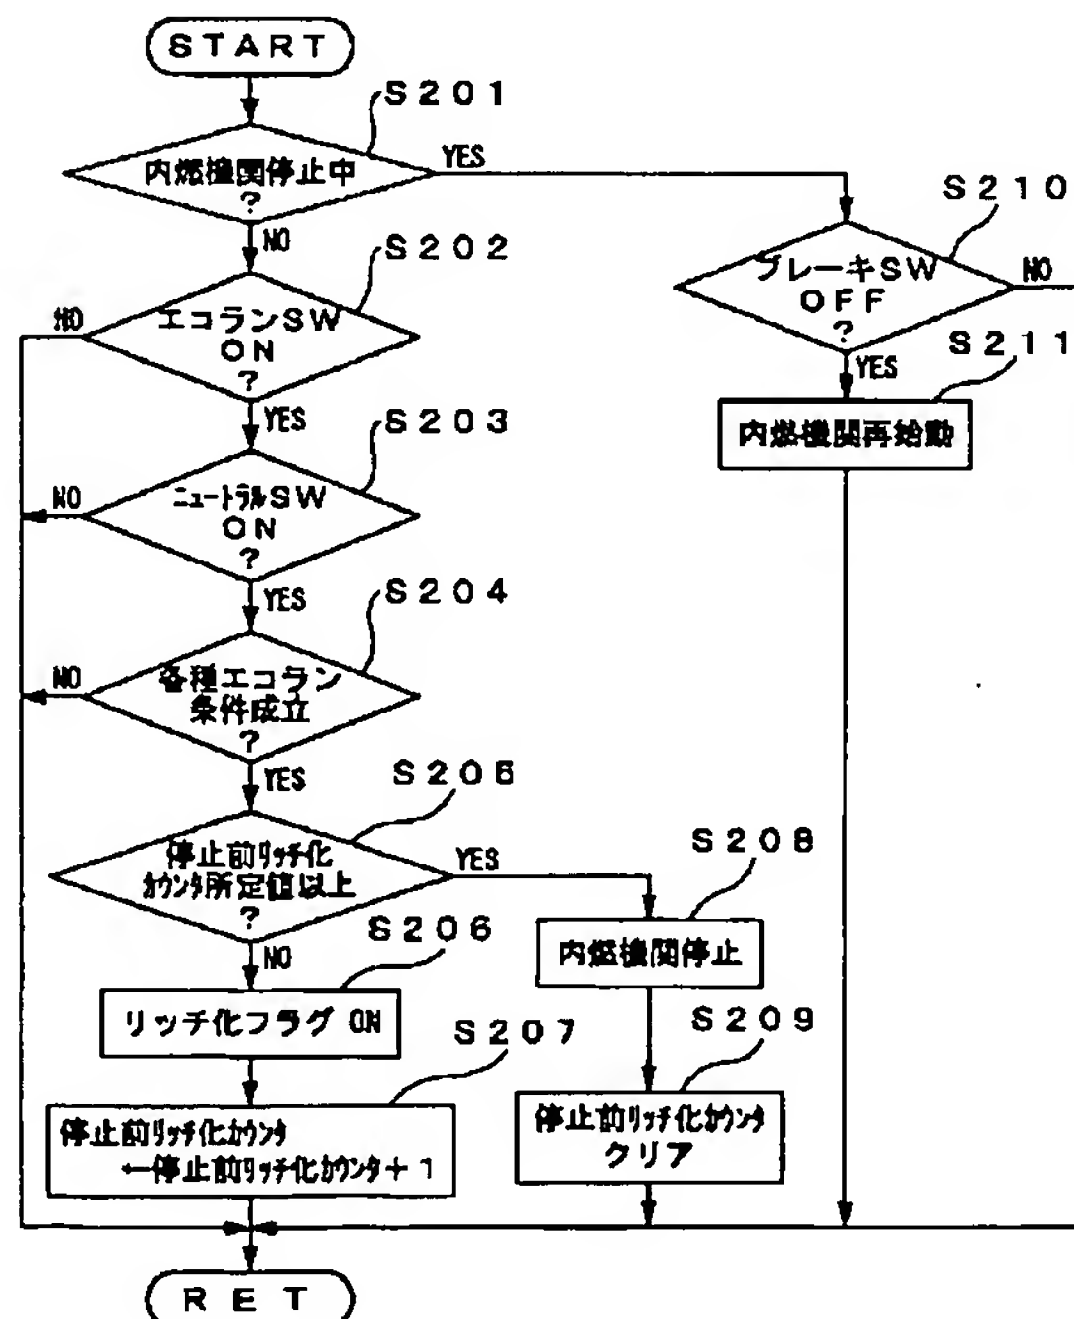 START
S201
内燃機関停止中
?
YES
NO
S210
ブレーキSW
OFF
?
NO
YES
S202
エコランSW
ON
?
NO
YES
S211
内燃機関再始動
S203
ニュートラルSW
ON
?
NO
YES
S204
各種エコラン
条件成立
?
NO
YES
S205
停止前リッチ化
カウンタ所定値以上
?
YES
NO
S208
内燃機関停止
S206
リッチ化フラグ ON
S209
停止前リッチ化カウンタ
クリア
S207
停止前リッチ化カウンタ
←停止前リッチ化カウンタ+1
RET